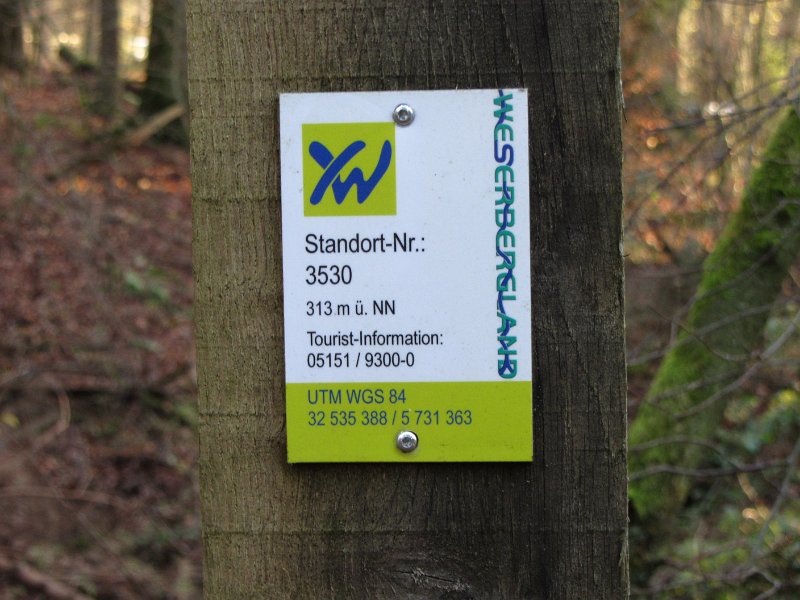 XW
WESERBERGLAND
Standort-Nr.:
3530
313 m ü. NN
Tourist-Information:
05151 / 9300-0
UTM WGS 84
32 535 388 / 5 731 363